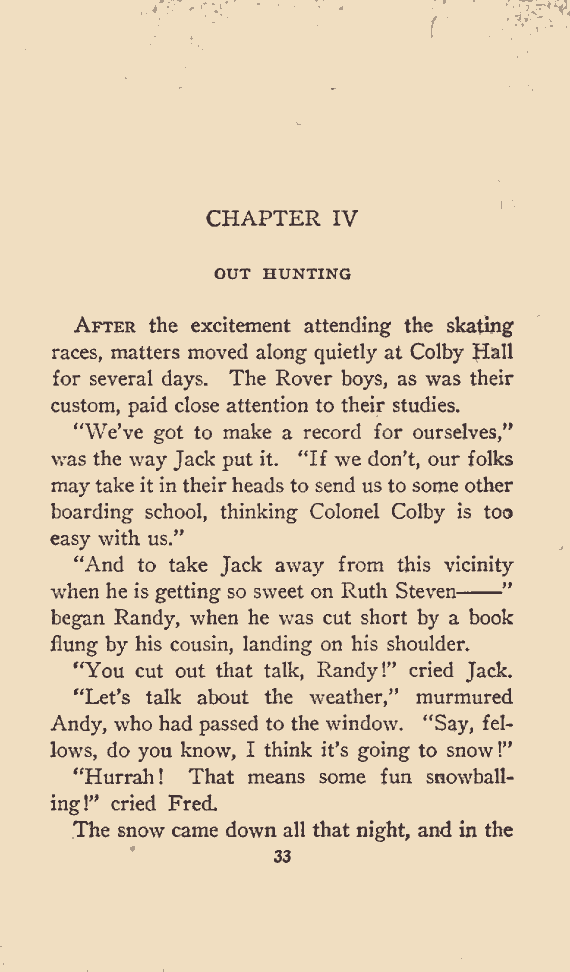 CHAPTER IV
OUT HUNTING
AFTER the excitement attending the skating
races, matters moved along quietly at Colby Hall
for several days. The Rover boys, as was their
custom, paid close attention to their studies.
“We’ve got to make a record for ourselves,”
was the way Jack put it. “If we don’t, our folks
may take it in their heads to send us to some other
boarding school, thinking Colonel Colby is too
easy with us.”
“And to take Jack away from this vicinity
when he is getting so sweet on Ruth Steven——”
began Randy, when he was cut short by a book
flung by his cousin, landing on his shoulder.
“You cut out that talk, Randy!” cried Jack.
“Let’s talk about the weather,” murmured
Andy, who had passed to the window. “Say, fel-
lows, do you know, I think it’s going to snow!”
“Hurrah! That means some fun snowball-
ing!” cried Fred.
The snow came down all that night, and in the
33